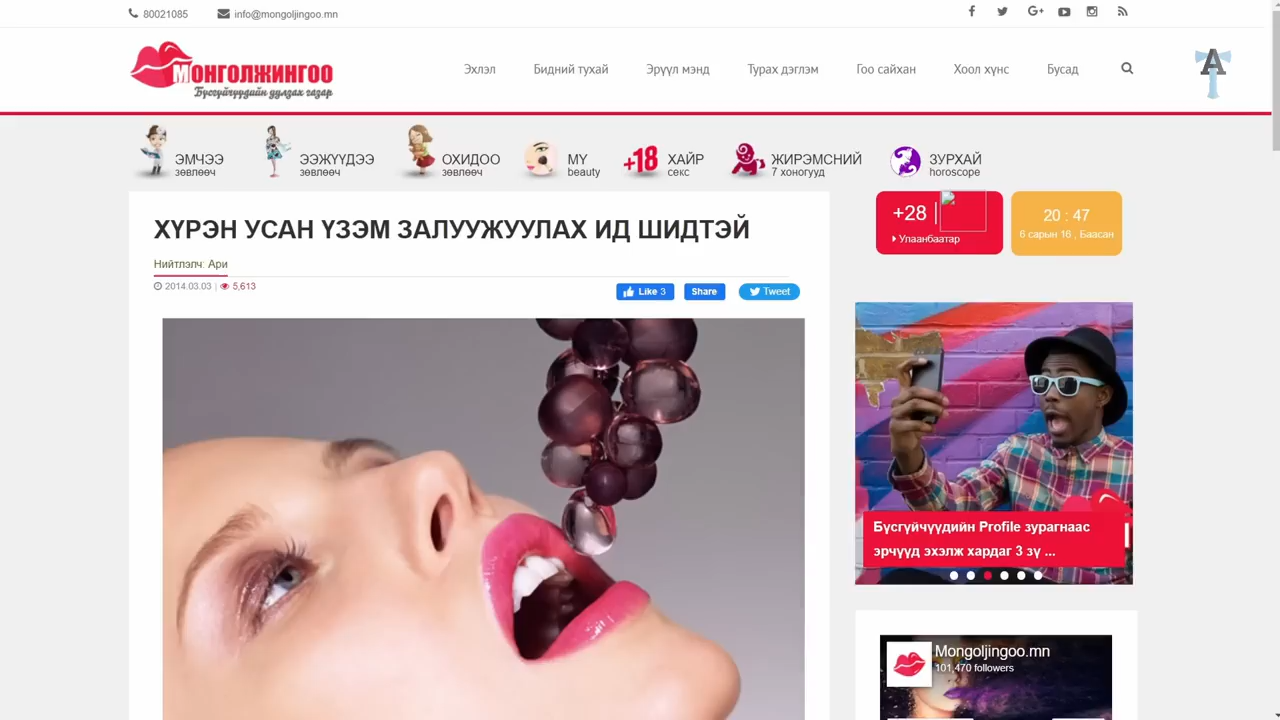 80021085
info@mongoljingoo.mn
Монголжингоо
Бүсгүйчүүдийн дулдах газар
Эхлэл
Бидний тухай
Эрүүл мэнд
Турах дэглэм
Гоо сайхан
Хоол хүнс
Бусад
A
ЭМЧЭЭ
зөвлөөч
ЭЭЖҮҮДЭЭ
зөвлөөч
ОХИДОО
зөвлөөч
MY
beauty
+18
ХАЙР
секс
ЖИРЭМСНИЙ
7 хоногууд
ЗУРХАЙ
horoscope
ХҮРЭН УСАН ҮЗЭМ ЗАЛУУЖУУЛАХ ИД ШИДТЭЙ
Нийтлэлч: Ари
2014.03.03 | 5,613
Like 3
Share
Tweet
+28 |
Улаанбаатар
20 : 47
6 сарын 16 , Баасан
Бүсгүйчүүдийн Profile зурагнаас
эрчүүд эхэлж хардаг 3 зү ...
Mongoljingoo.mn
101,470 followers